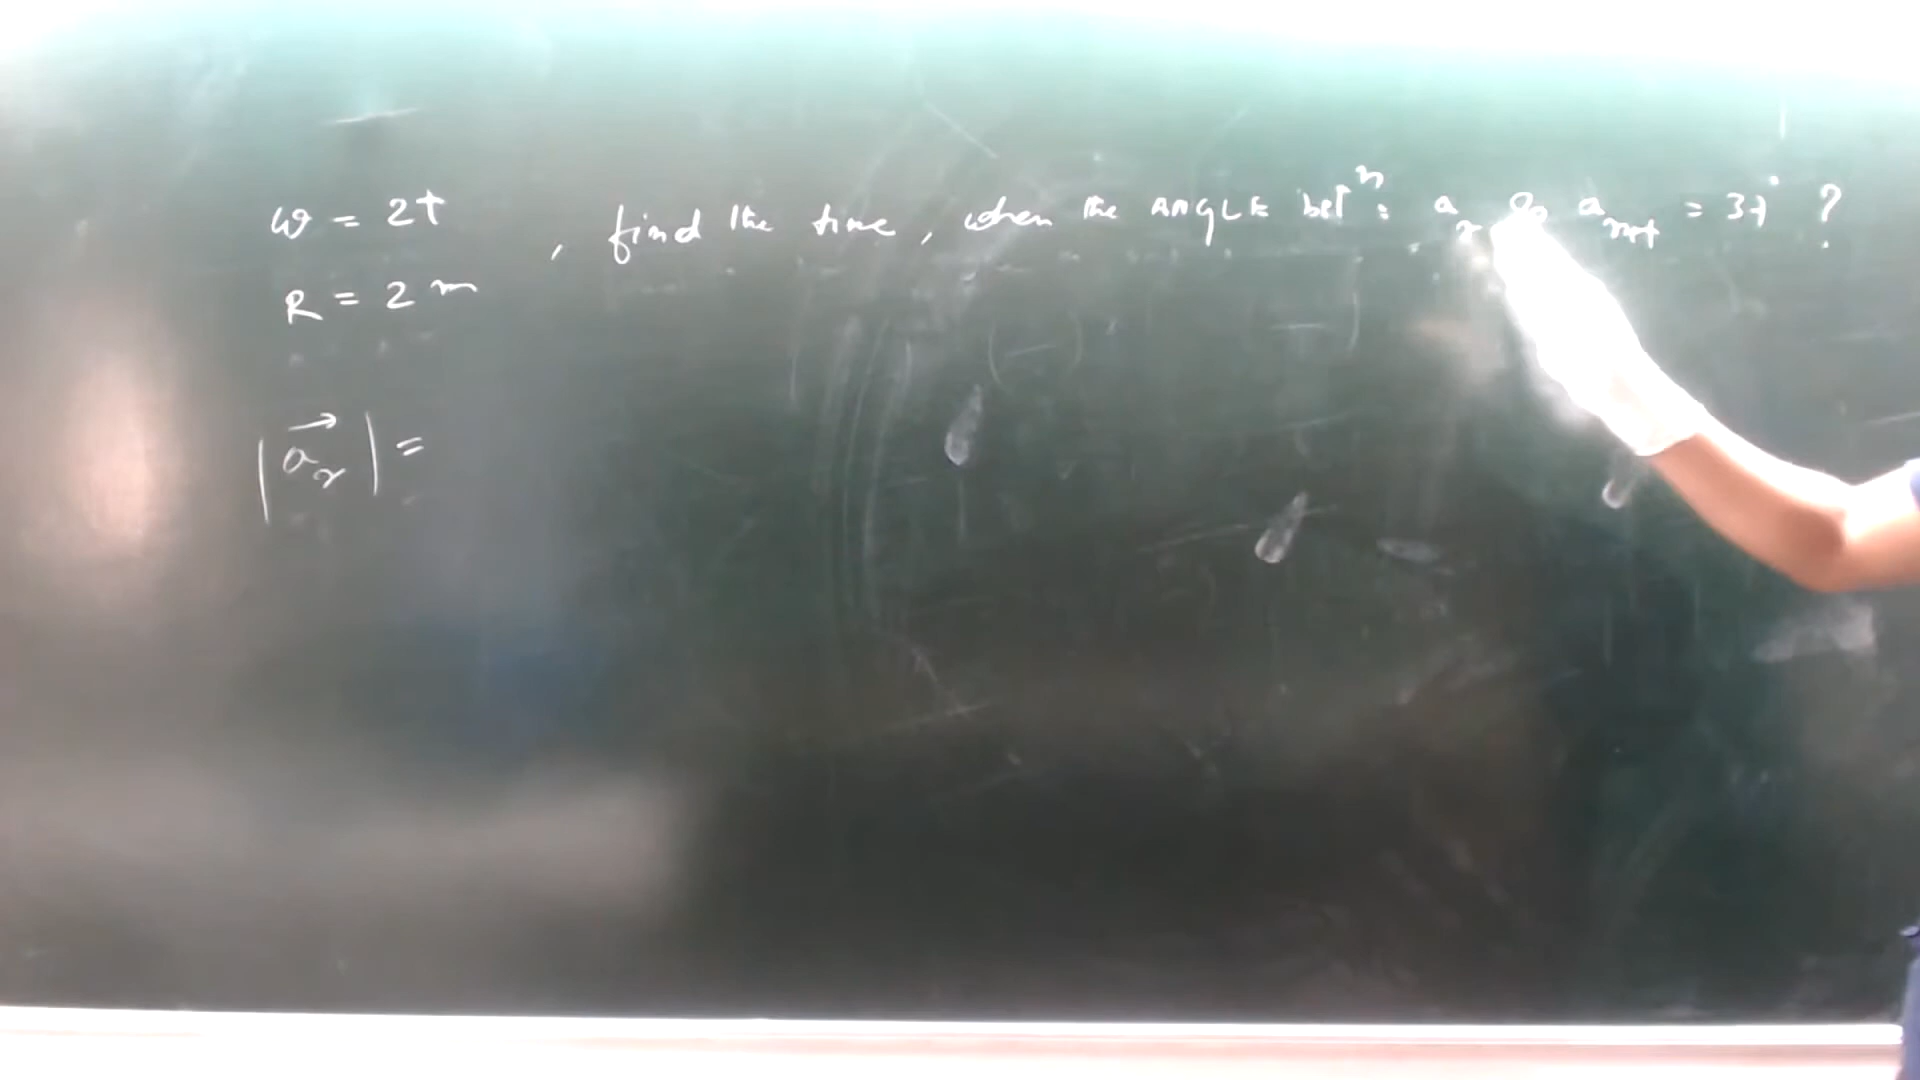 ω = 2t , find the time, when the ANGLE betⁿ: a_r & a_net = 37° ?
R = 2 m
|a⃗_r| =